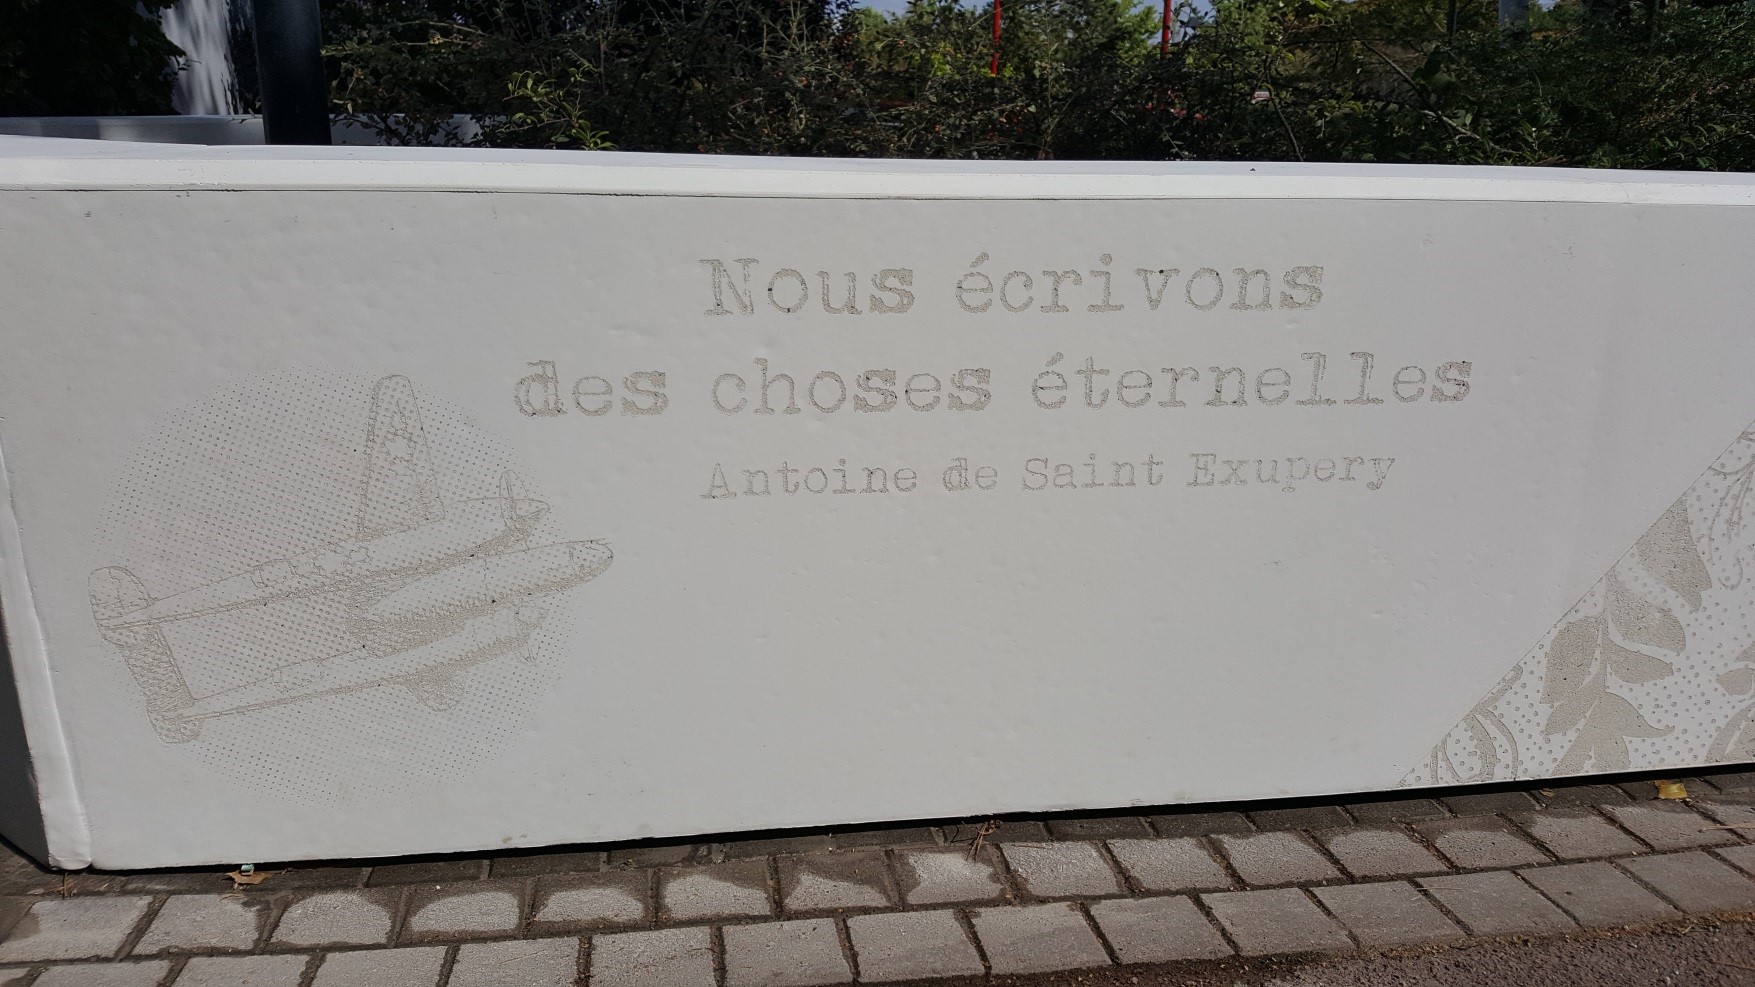 Nous écrivons
des choses éternelles
Antoine de Saint Exupery